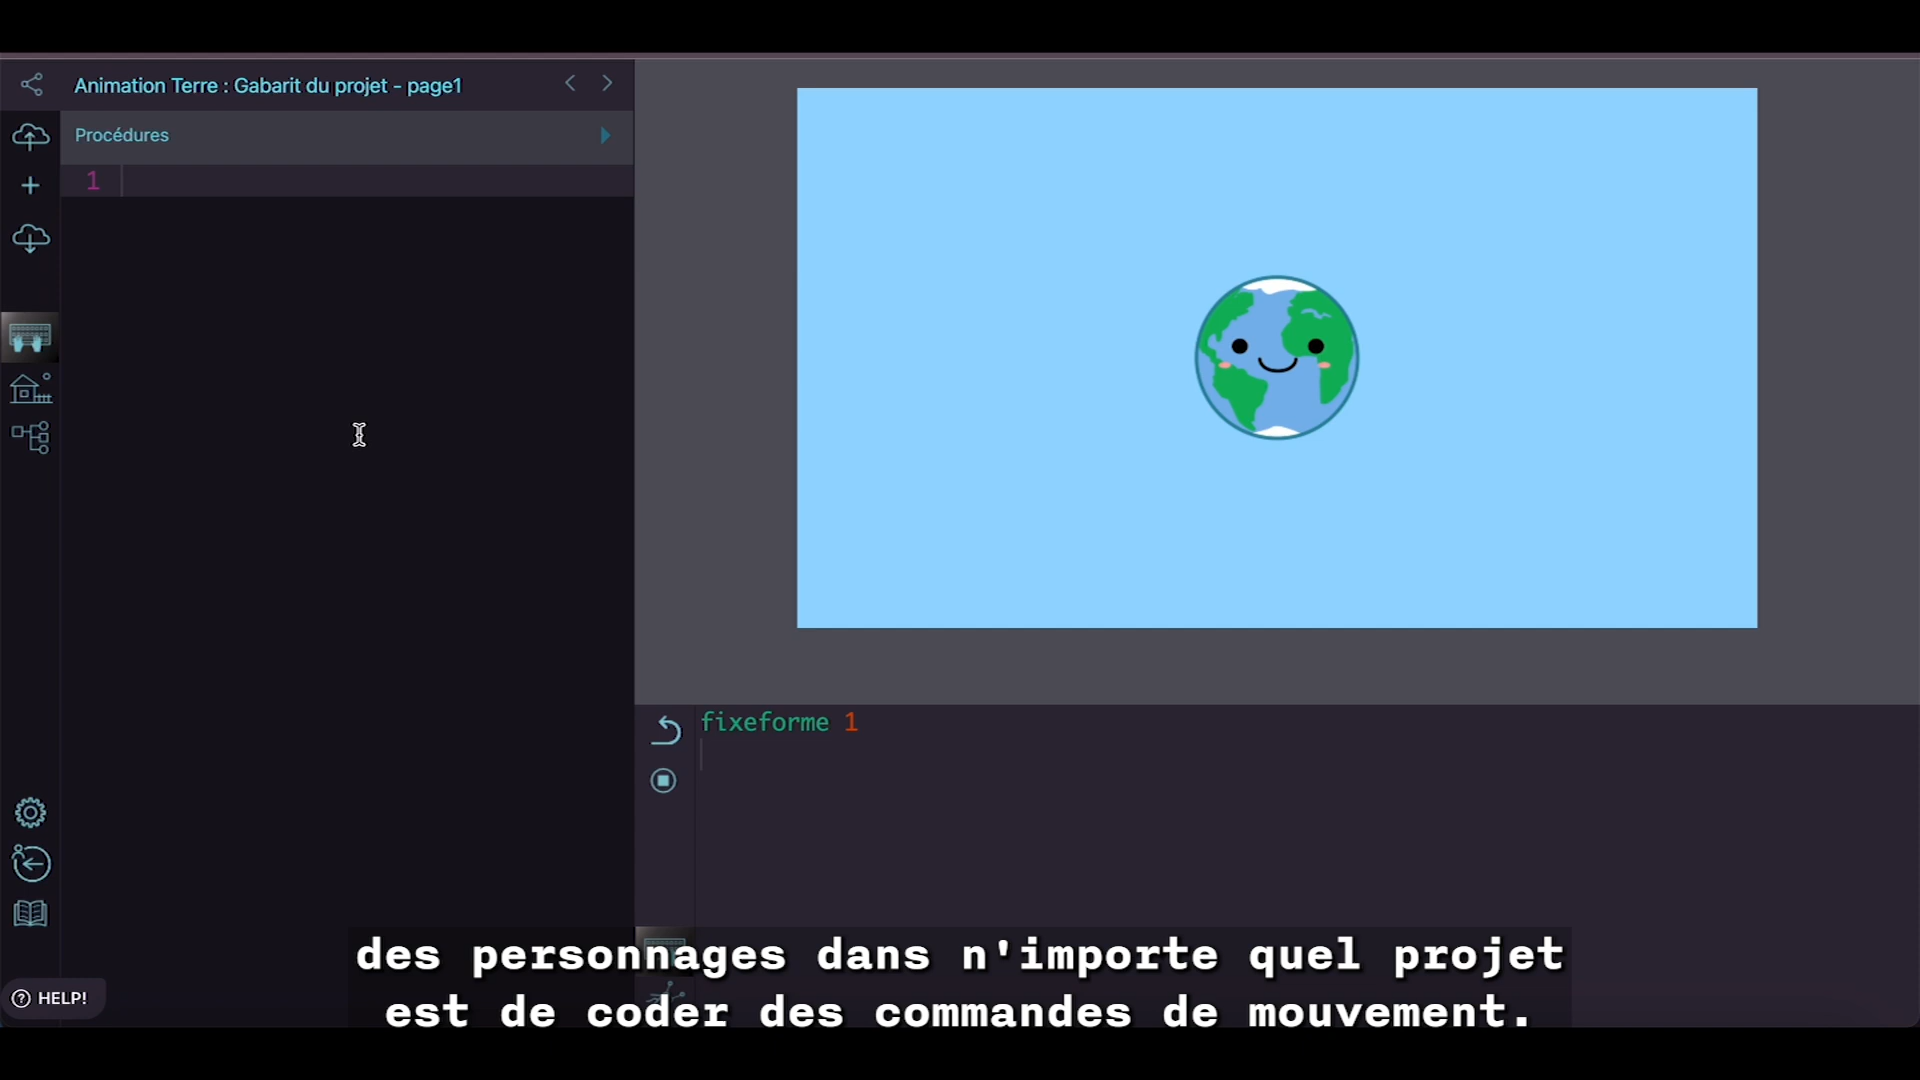 Animation Terre : Gabarit du projet - page1
Procédures
1
fixeforme 1
HELP!
des personnages dans n'importe quel projet
est de coder des commandes de mouvement.